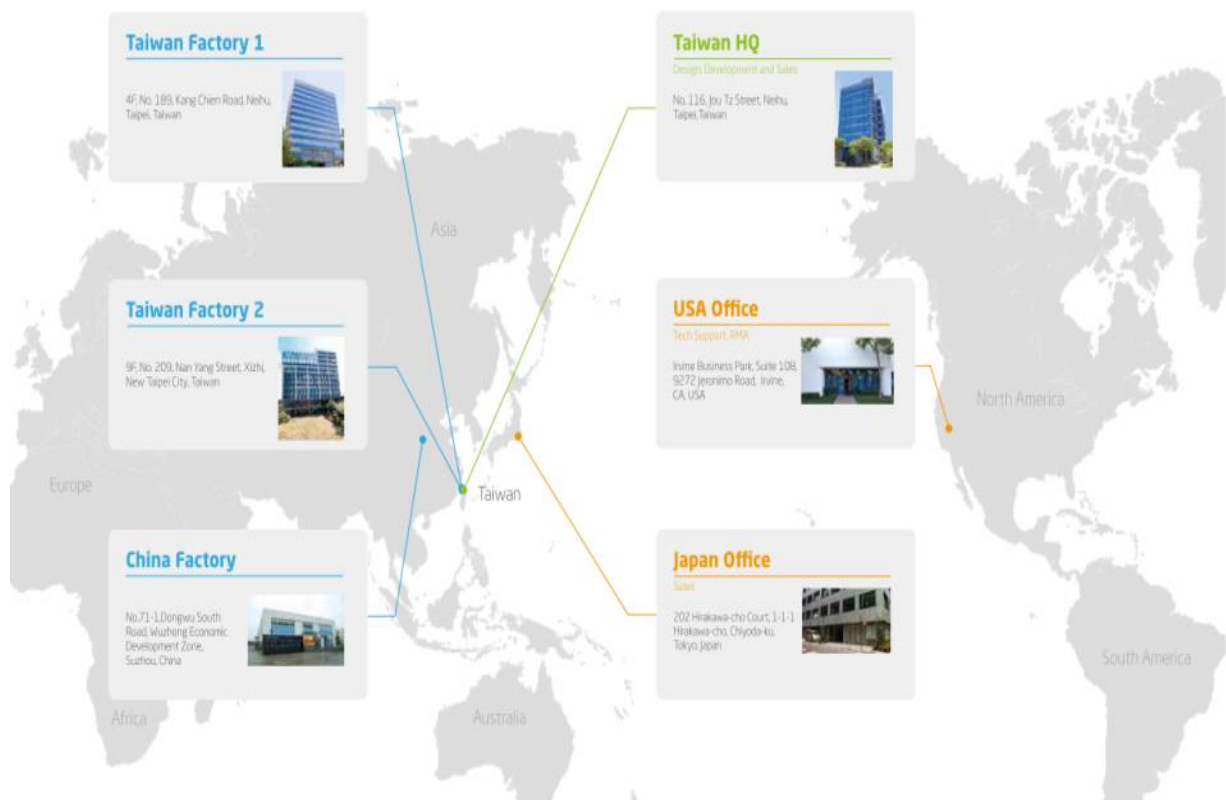 Taiwan Factory 1
4F, No. 189, Kang Chien Road, Neihu,
Taipei, Taiwan
Taiwan HQ
Design, Development and Sales
No. 116, Jou Tz Street, Neihu,
Taipei, Taiwan
Asia
Taiwan Factory 2
9F, No. 209, Nan Yang Street, Xizhi,
New Taipei City, Taiwan
USA Office
Tech Support, RMA
Irvine Business Park, Suite 108,
9272 Jeronimo Road, Irvine,
CA, USA
North America
Europe
Taiwan
China Factory
No.71-1,Dongwu South
Road, Wuzhong Economic
Development Zone,
Suzhou, China
Japan Office
Sales
202 Hirakawa-cho Court, 1-1-1
Hirakawa-cho, Chiyoda-ku,
Tokyo, Japan
South America
Africa
Australia